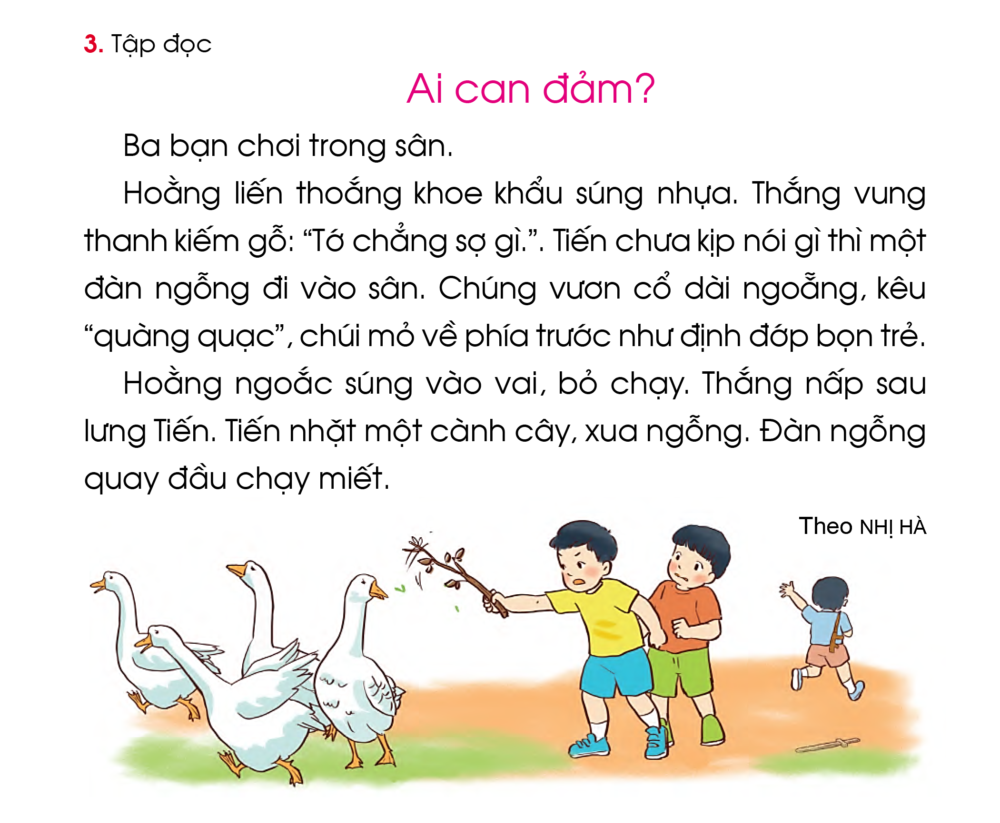 3. Tập đọc
Ai can đảm?
Ba bạn chơi trong sân.
Hoằng liến thoắng khoe khẩu súng nhựa. Thắng vung
thanh kiếm gỗ: “Tớ chẳng sợ gì.”. Tiến chưa kịp nói gì thì một
đàn ngỗng đi vào sân. Chúng vươn cổ dài ngoẵng, kêu
“quàng quạc”, chúi mỏ về phía trước như định đớp bọn trẻ.
Hoằng ngoắc súng vào vai, bỏ chạy. Thắng nấp sau
lưng Tiến. Tiến nhặt một cành cây, xua ngỗng. Đàn ngỗng
quay đầu chạy miết.
Theo NHỊ HÀ